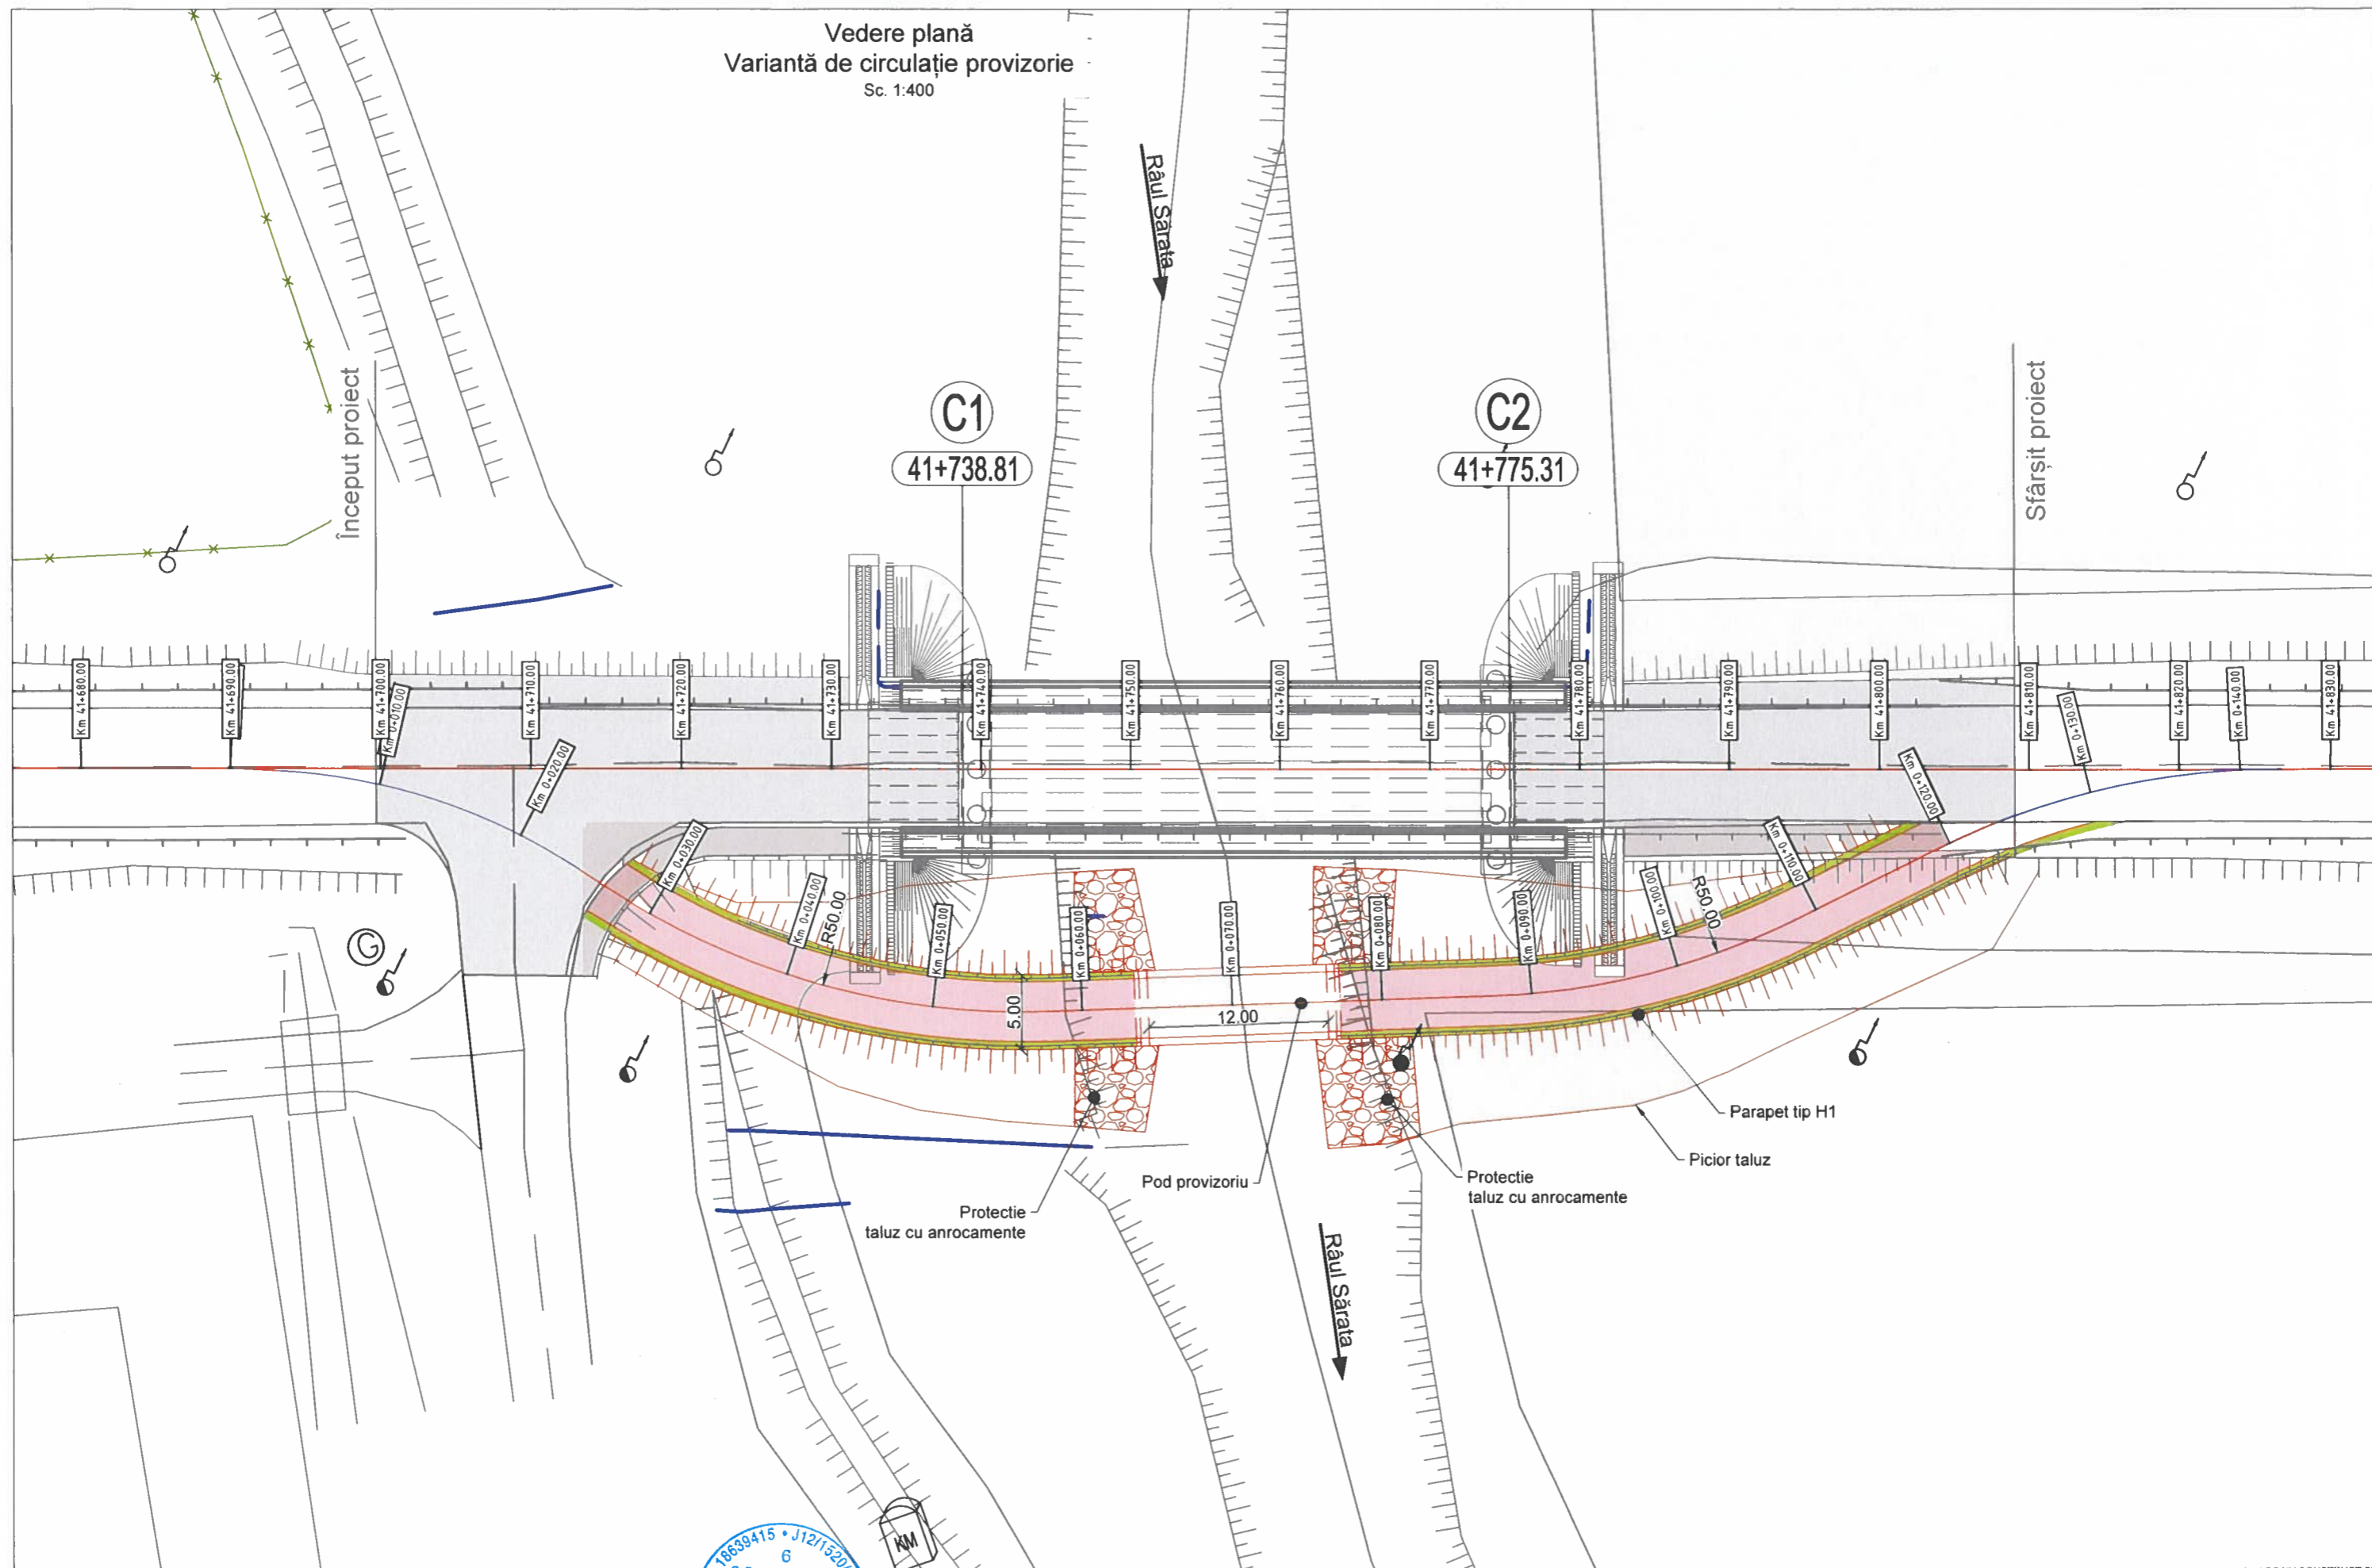 Vedere plană
Variantă de circulație provizorie
Sc. 1:400
Râul Sărata
Început proiect
C1
41+738.81
C2
41+775.31
Sfârșit proiect
Km 41+680.00
Km 41+690.00
Km 41+700.00
Km 41+710.00
Km 41+720.00
Km 41+730.00
Km 41+740.00
Km 41+750.00
Km 41+760.00
Km 41+770.00
Km 41+780.00
Km 41+790.00
Km 41+800.00
Km 41+810.00
Km 41+820.00
Km 0+140.00
Km 41+830.00
Km 0+010.00
Km 0+020.00
Km 0+030.00
Km 0+040.00
R50.00
Km 0+050.00
Km 0+060.00
Km 0+070.00
Km 0+080.00
Km 0+090.00
Km 0+100.00
R50.00
Km 0+110.00
Km 0+120.00
Km 0+130.00
G
5.00
12.00
Parapet tip H1
Picior taluz
Pod provizoriu
Protectie
taluz cu anrocamente
Protectie
taluz cu anrocamente
Râul Sărata
KM
18639415 • J12/1520/
6